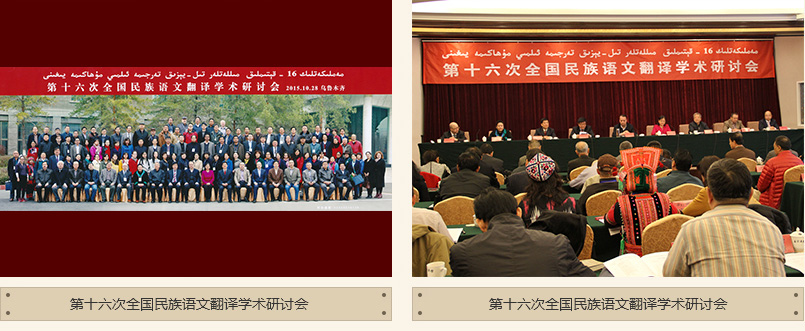 مەملىكەتلىك 16 - قېتىملىق مىللەتلەر تىل-يېزىق تەرجىمە ئىلمىي مۇھاكىمە يىغىنى
第十六次全国民族语文翻译学术研讨会 2015.10.28 乌鲁木齐
第十六次全国民族语文翻译学术研讨会
مەملىكەتلىك 16 - قېتىملىق مىللەتلەر تىل-يېزىق تەرجىمە ئىلمىي مۇھاكىمە يىغىنى
第十六次全国民族语文翻译学术研讨会
第十六次全国民族语文翻译学术研讨会